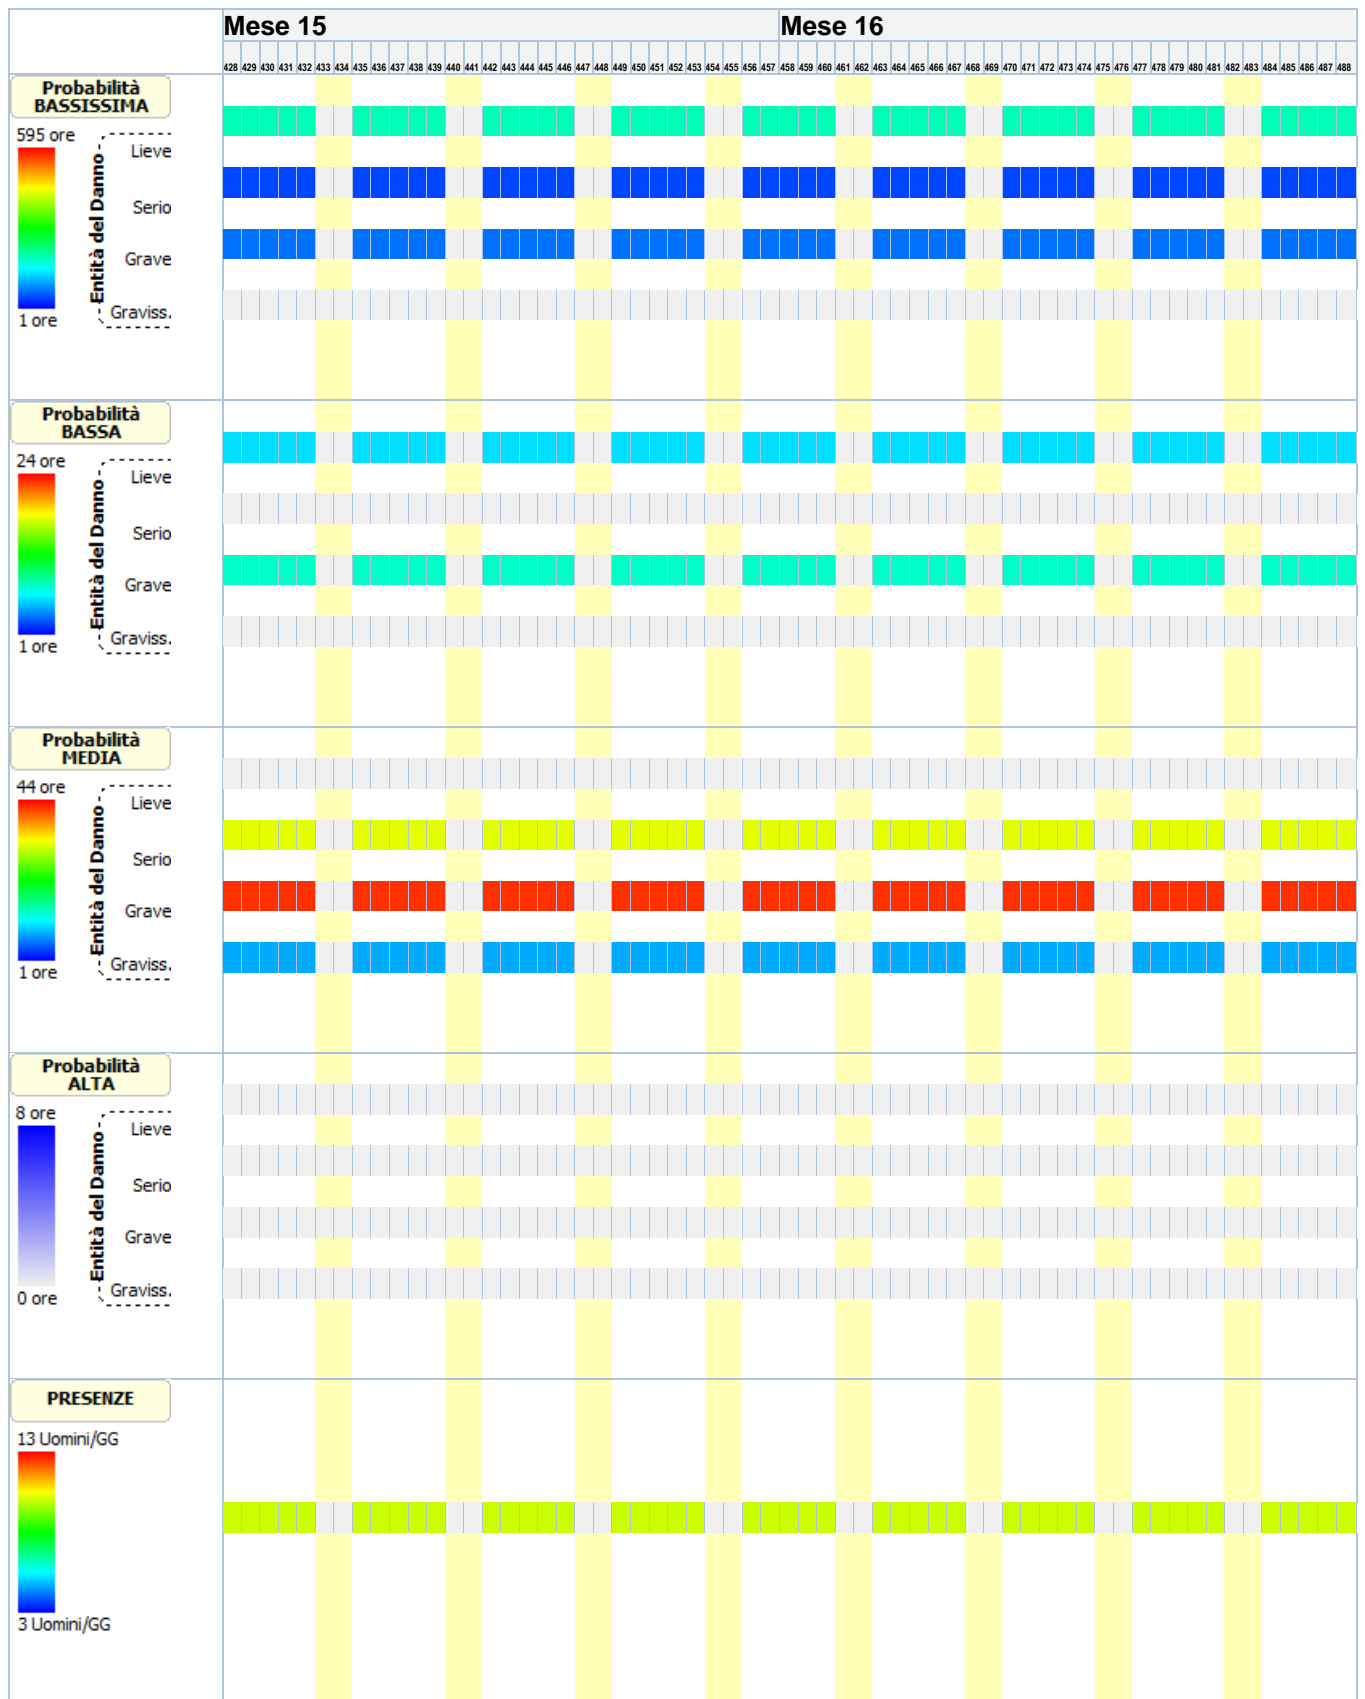 Mese 15 Mese 16
428 429 430 431 432 433 434 435 436 437 438 439 440 441 442 443 444 445 446 447 448 449 450 451 452 453 454 455 456 457 458 459 460 461 462 463 464 465 466 467 468 469 470 471 472 473 474 475 476 477 478 479 480 481 482 483 484 485 486 487 488
Probabilità
BASSISSIMA
595 ore
Entità del Danno
Lieve
Serio
Grave
Graviss.
1 ore
Probabilità
BASSA
24 ore
Entità del Danno
Lieve
Serio
Grave
Graviss.
1 ore
Probabilità
MEDIA
44 ore
Entità del Danno
Lieve
Serio
Grave
Graviss.
1 ore
Probabilità
ALTA
8 ore
Entità del Danno
Lieve
Serio
Grave
Graviss.
0 ore
PRESENZE
13 Uomini/GG
3 Uomini/GG